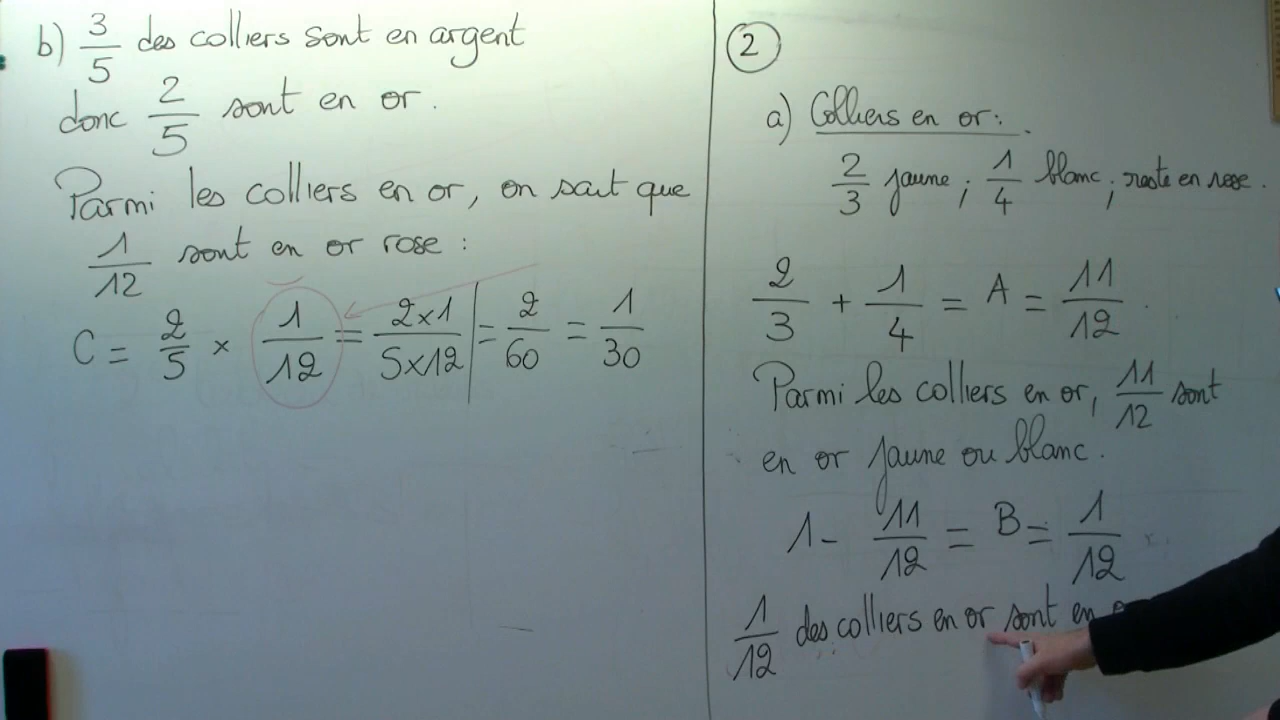 b) 3/5 des colliers sont en argent
donc 2/5 sont en or.
Parmi les colliers en or, on sait que
1/12 sont en or rose :
C = 2/5 × 1/12 = 2×1/5×12 = 2/60 = 1/30
2
a) Colliers en or :
2/3 jaune ; 1/4 blanc ; reste en rose.
2/3 + 1/4 = A = 11/12.
Parmi les colliers en or, 11/12 sont
en or jaune ou blanc.
1 - 11/12 = B = 1/12
1/12 des colliers en or sont en